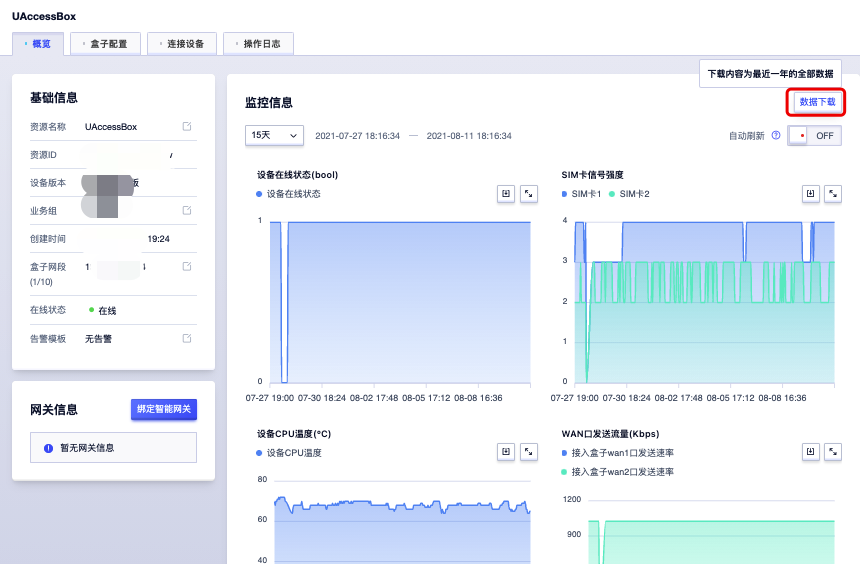 UAccessBox
概览
盒子配置
连接设备
操作日志
基础信息
资源名称 UAccessBox
资源ID
设备版本 版
业务组
创建时间 19:24
盒子网段 1
(1/10)
在线状态 在线
告警模板 无告警
网关信息 绑定智能网关
暂无网关信息
下载内容为最近一年的全部数据
监控信息 数据下载
15天 2021-07-27 18:16:34 — 2021-08-11 18:16:34 自动刷新 OFF
设备在线状态(bool)
设备在线状态
1
0
07-27 19:00 07-30 18:24 08-02 17:48 08-05 17:12 08-08 16:36
SIM卡信号强度
SIM卡1 SIM卡2
4
3
2
1
0
07-27 19:00 07-30 18:24 08-02 17:48 08-05 17:12 08-08 16:36
设备CPU温度(°C)
设备CPU温度
80
60
40
WAN口发送流量(Kbps)
接入盒子wan1口发送速率
接入盒子wan2口发送速率
1200
900